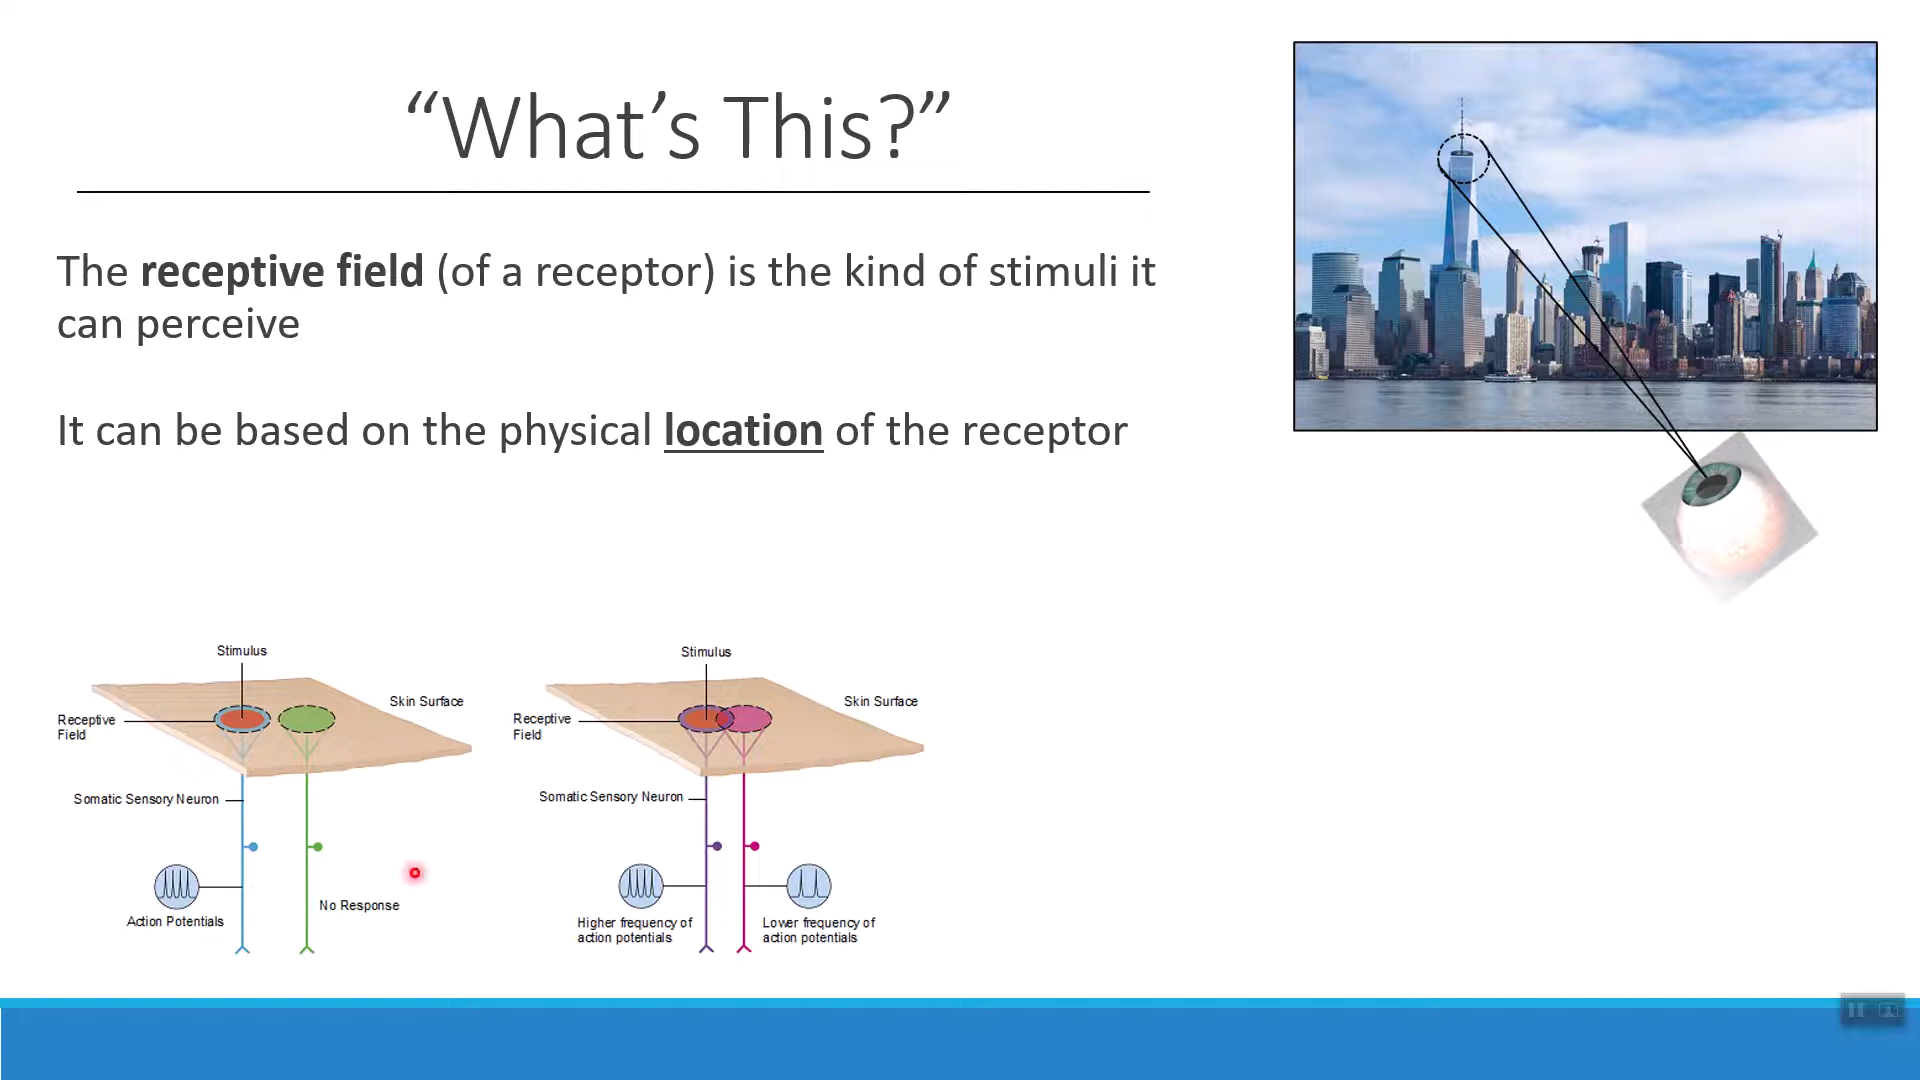 “What’s This?”
The receptive field (of a receptor) is the kind of stimuli it
can perceive
It can be based on the physical location of the receptor
Stimulus
Skin Surface
Receptive
Field
Somatic Sensory Neuron
No Response
Action Potentials
Stimulus
Skin Surface
Receptive
Field
Somatic Sensory Neuron
Higher frequency of
action potentials
Lower frequency of
action potentials